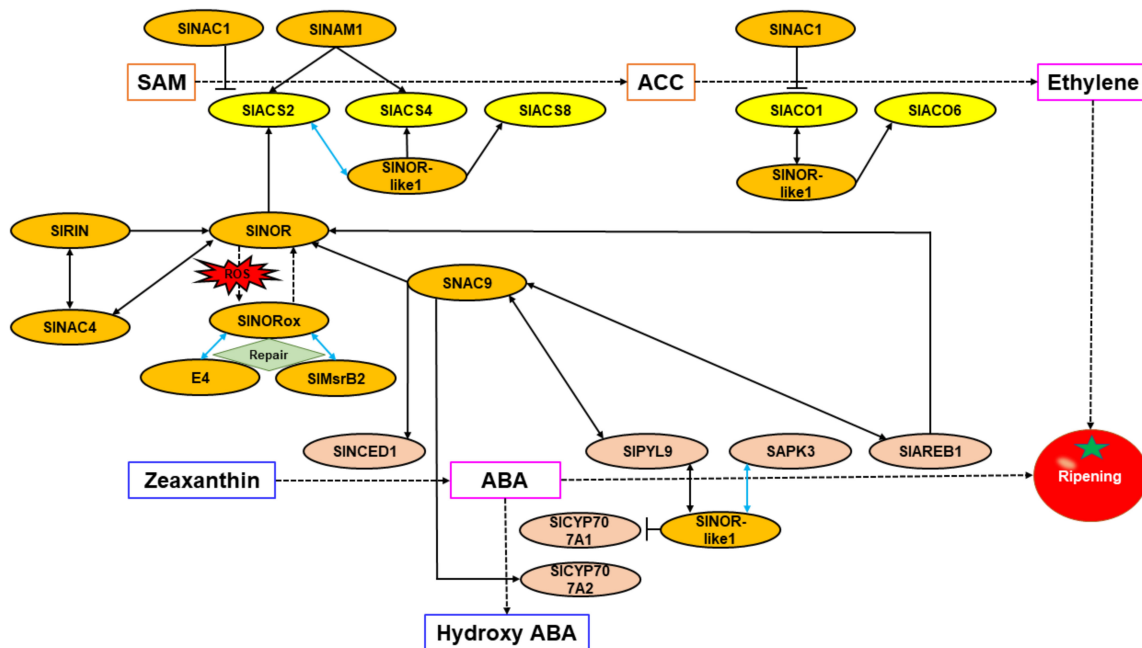 SlNAC1
SlNAM1
SlNAC1
SAM
ACC
Ethylene
SlACS2
SlACS4
SlACS8
SlACO1
SlACO6
SlNOR-
like1
SlNOR-
like1
SlRIN
SlNOR
ROS
SNAC9
SlNAC4
SlNORox
Repair
E4
SlMsrB2
SlNCED1
SlPYL9
SAPK3
SlAREB1
Zeaxanthin
ABA
Ripening
SlCYP70
7A1
SlNOR-
like1
SlCYP70
7A2
Hydroxy ABA